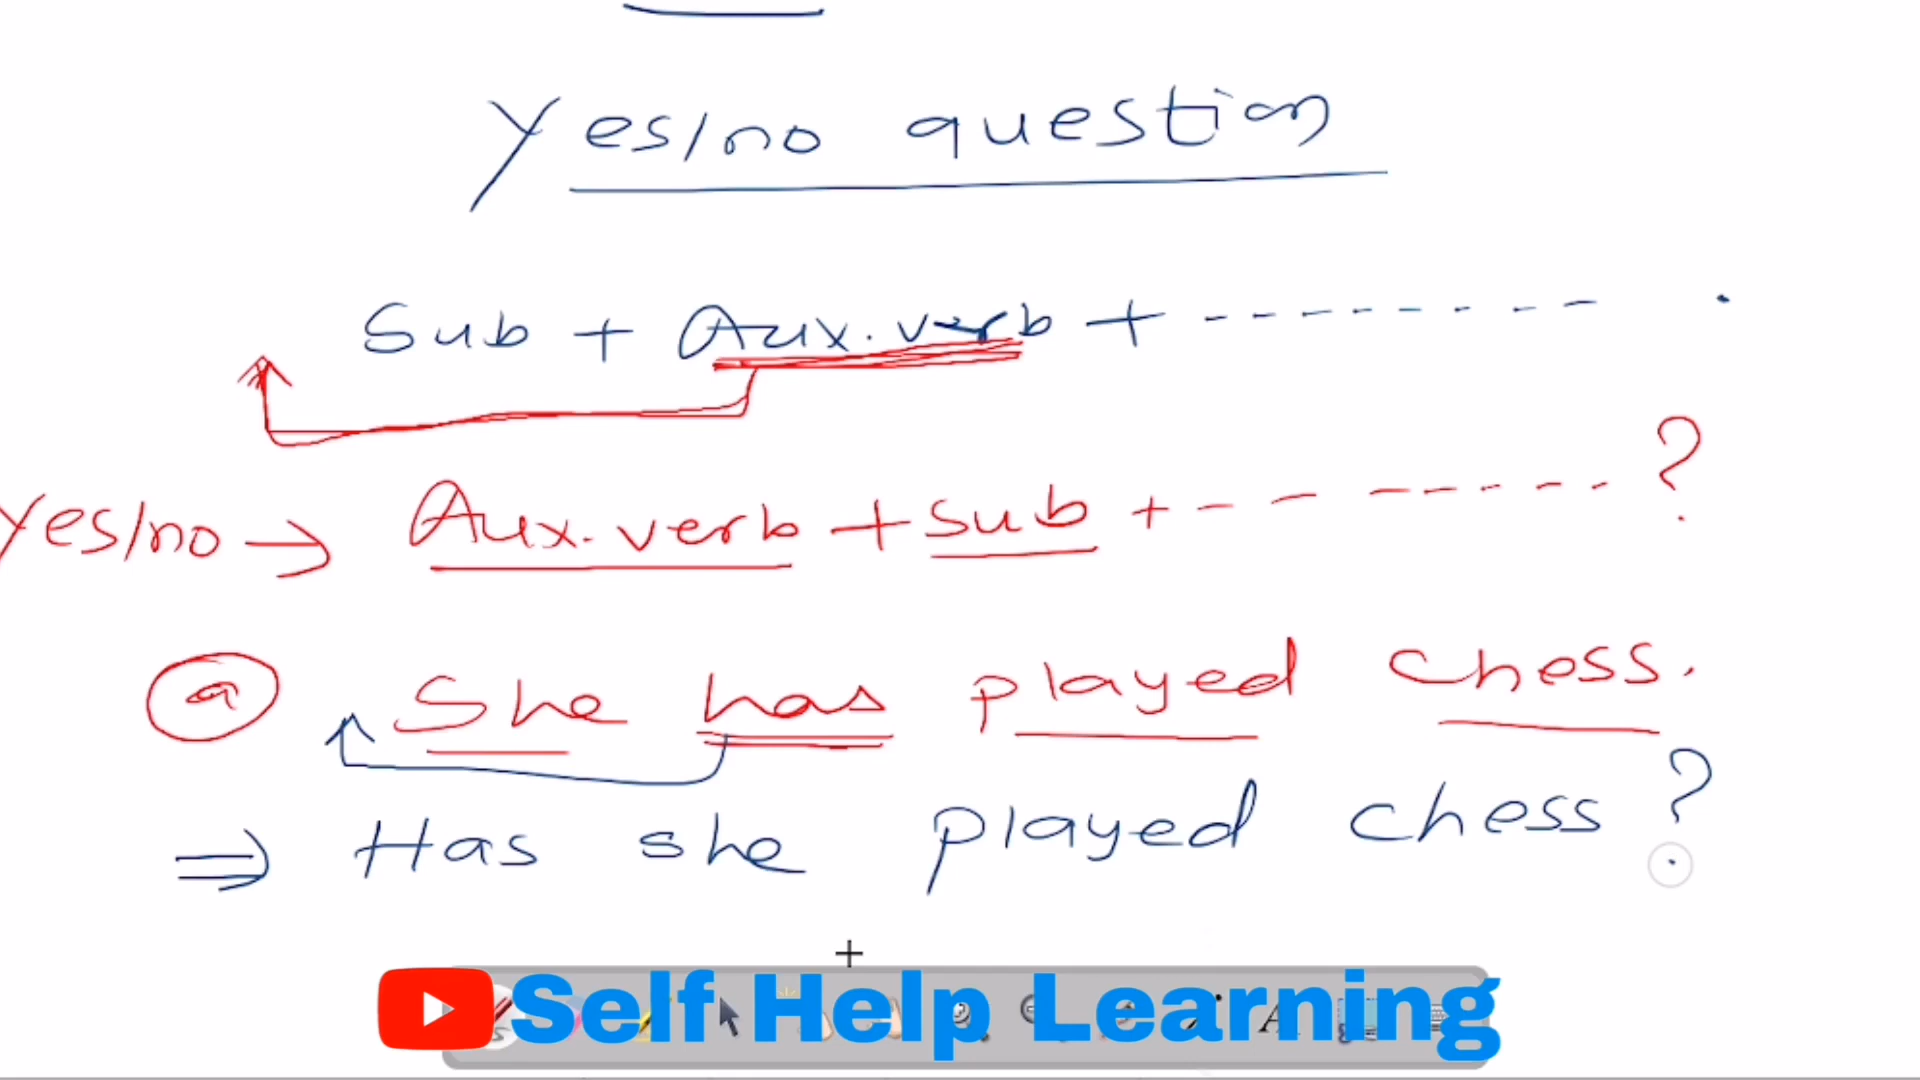 Yes/no question
Sub + Aux. verb + --------- .
Yes/no → Aux. verb + sub + --------- ?
(a) She has played chess.
⇒ Has she played chess?
Self Help Learning